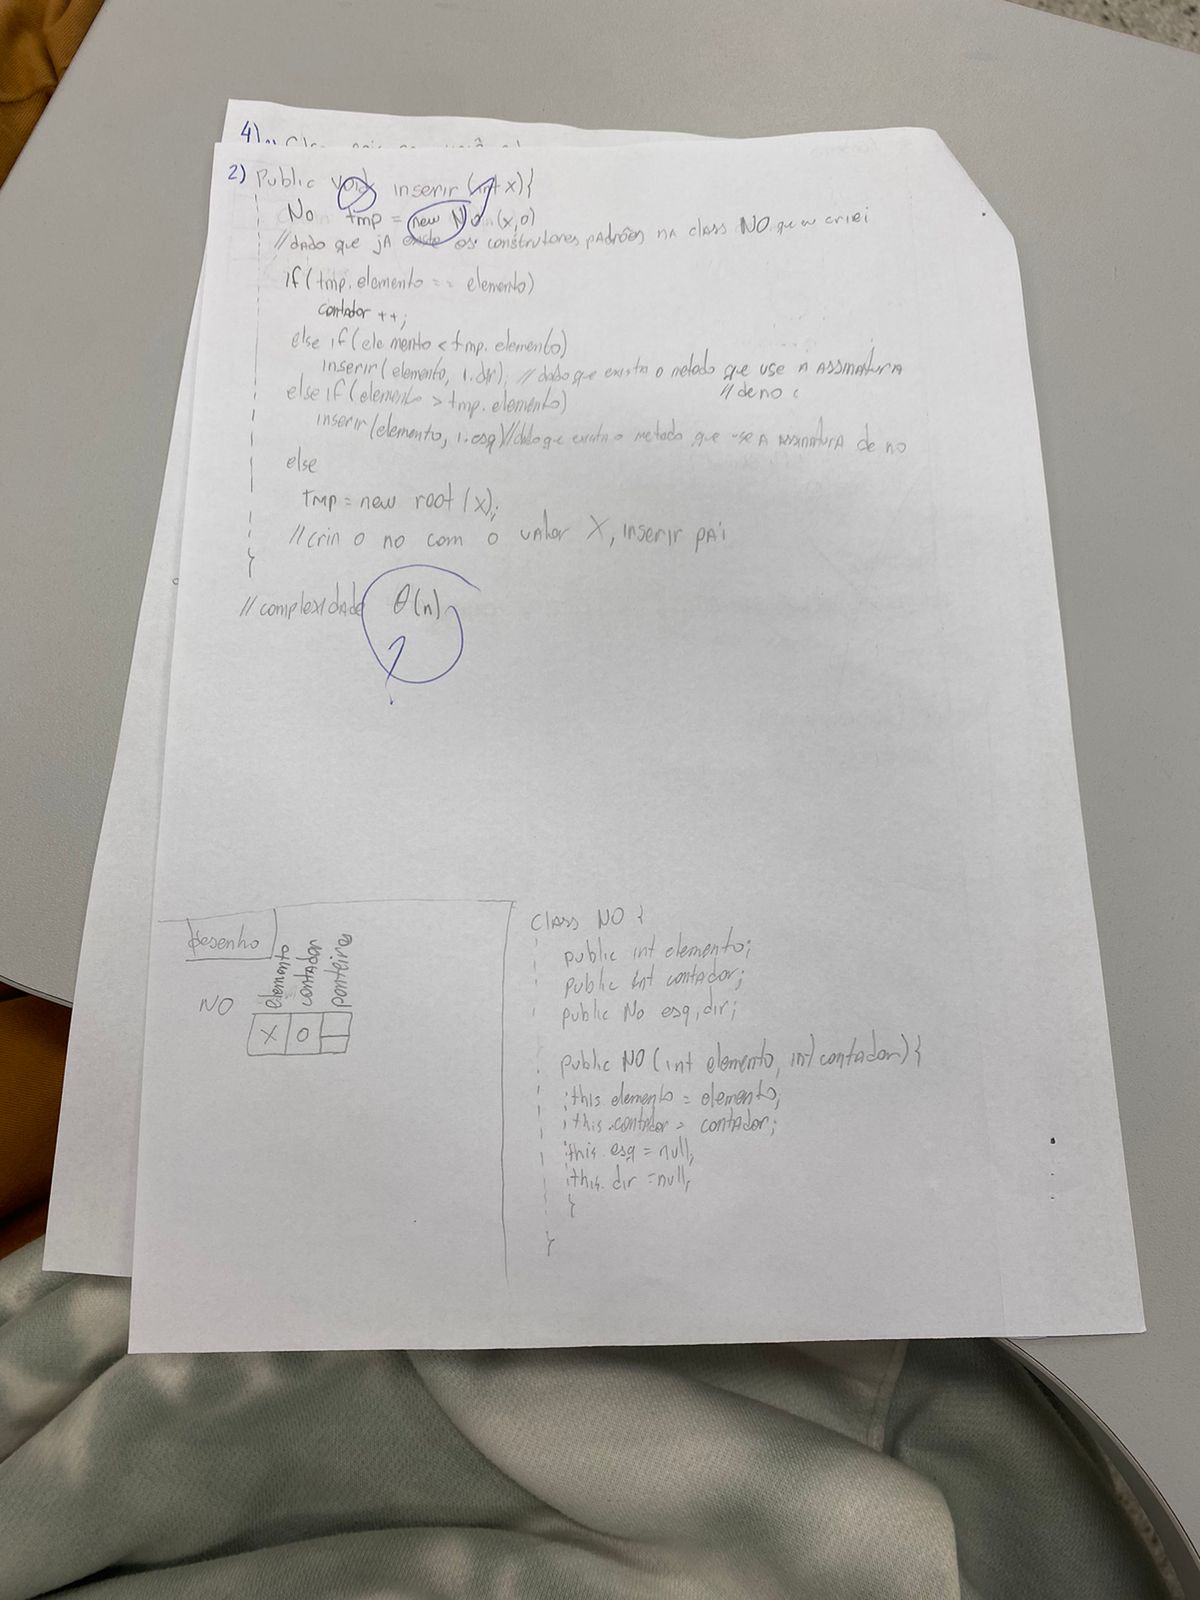 4)
2) Public void inserir (int x){
No tmp = new No (x,0)
//dado que jA existe os construtores pAdrões nA class NO que eu criei
if(tmp.elemento == elemento)
contador ++;
else if(elemento < tmp.elemento)
inserir(elemento, i.dir); //dado que exista o metodo que use A Assinatura
//de no
else if(elemento > tmp.elemento)
inserir(elemento, i.esq)//dado que exista o metodo que use A Assinatura de no
else
tmp = new root (x);
//cria o no com o valor X, inserir pai
}
//complexidade θ(n)
desenho
elemento
contador
ponteiros
NO
X 0
class NO {
public int elemento;
public int contador;
public No esq, dir;
public NO (int elemento, int contador) {
this elemento = elemento;
this.contador = contador;
this. esq = null;
this. dir = null;
}
}